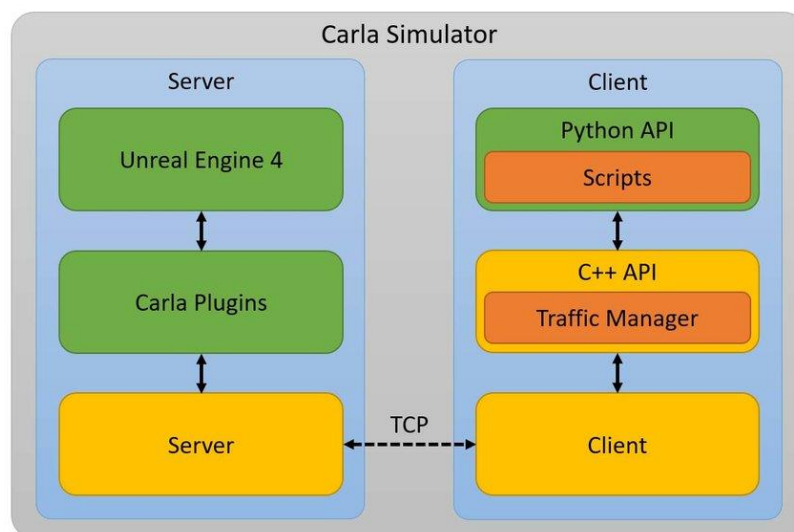 Carla Simulator
Server
Unreal Engine 4
Carla Plugins
Server
TCP
Client
Python API
Scripts
C++ API
Traffic Manager
Client